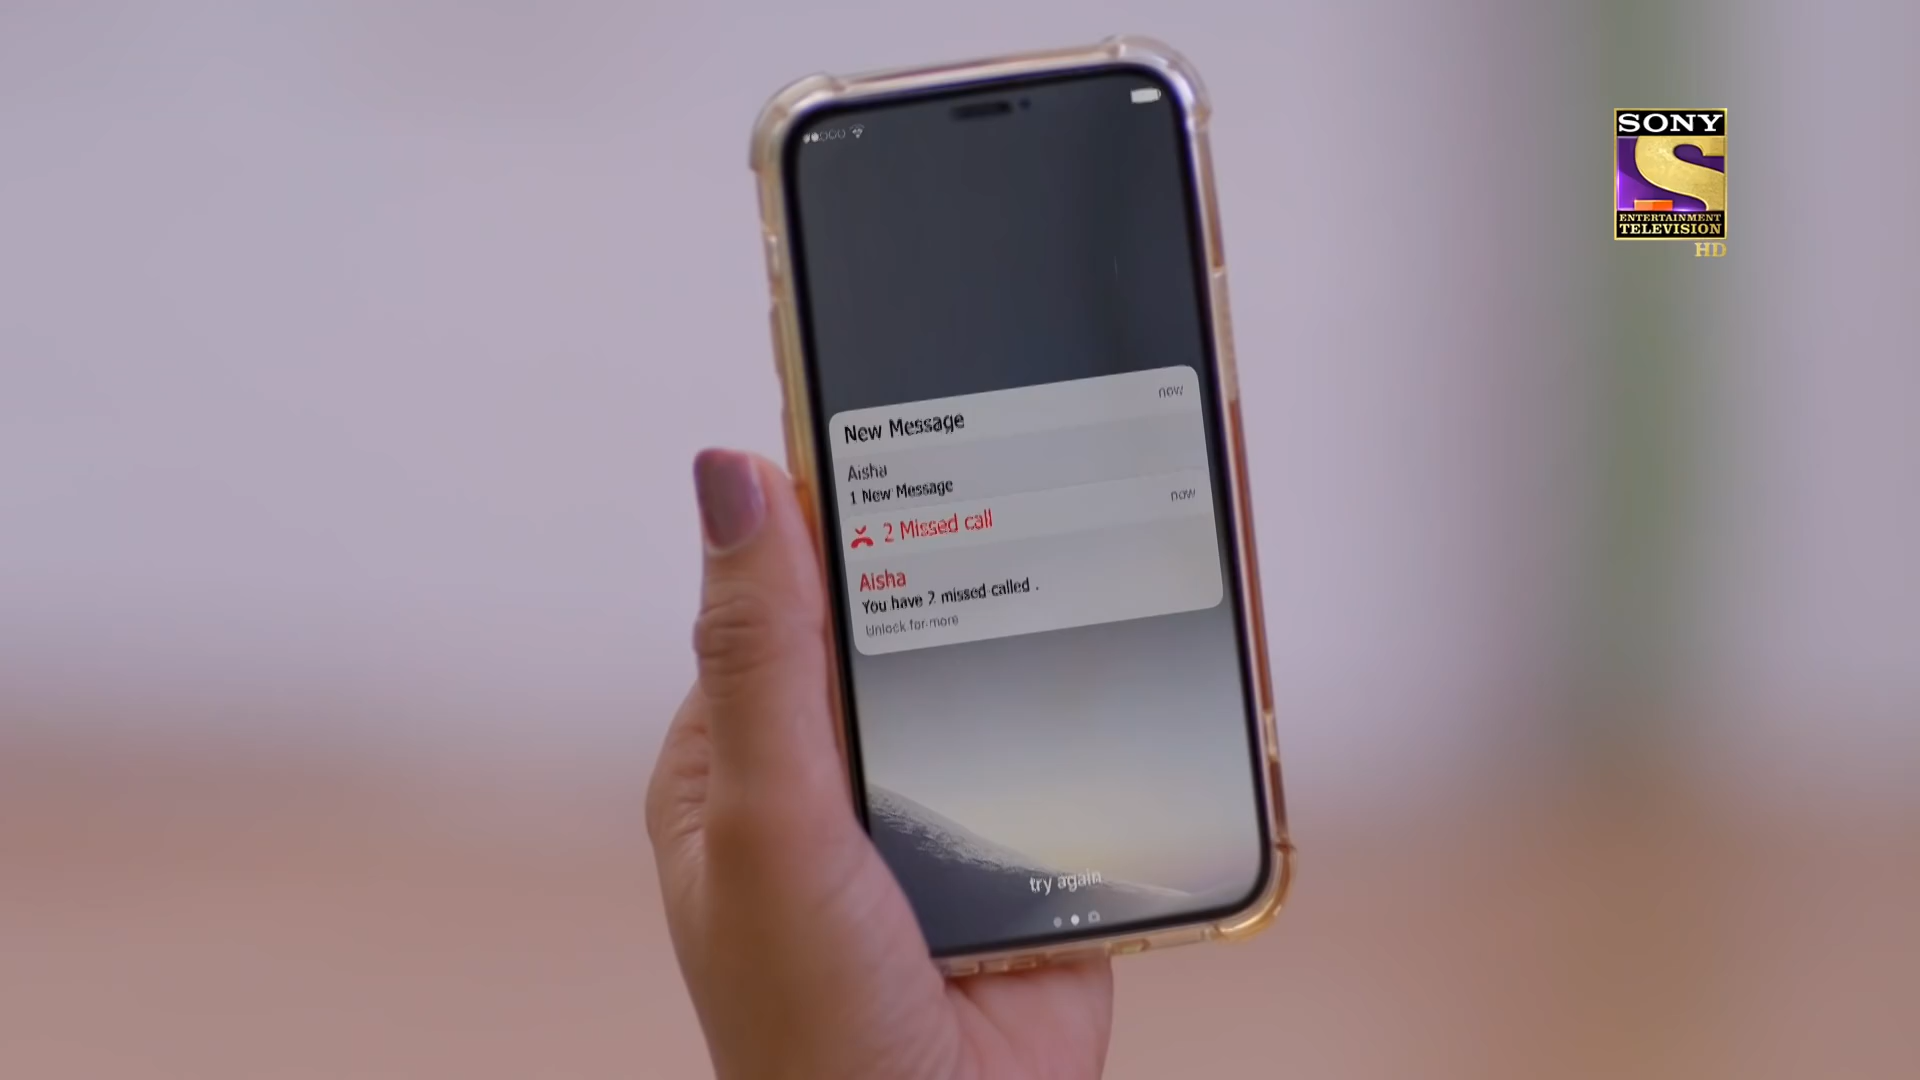 SONY
ENTERTAINMENT
TELEVISION
HD
New Message
now
Aisha
1 New Message
now
2 Missed call
Aisha
You have 2 missed called .
Unlock for more
try again